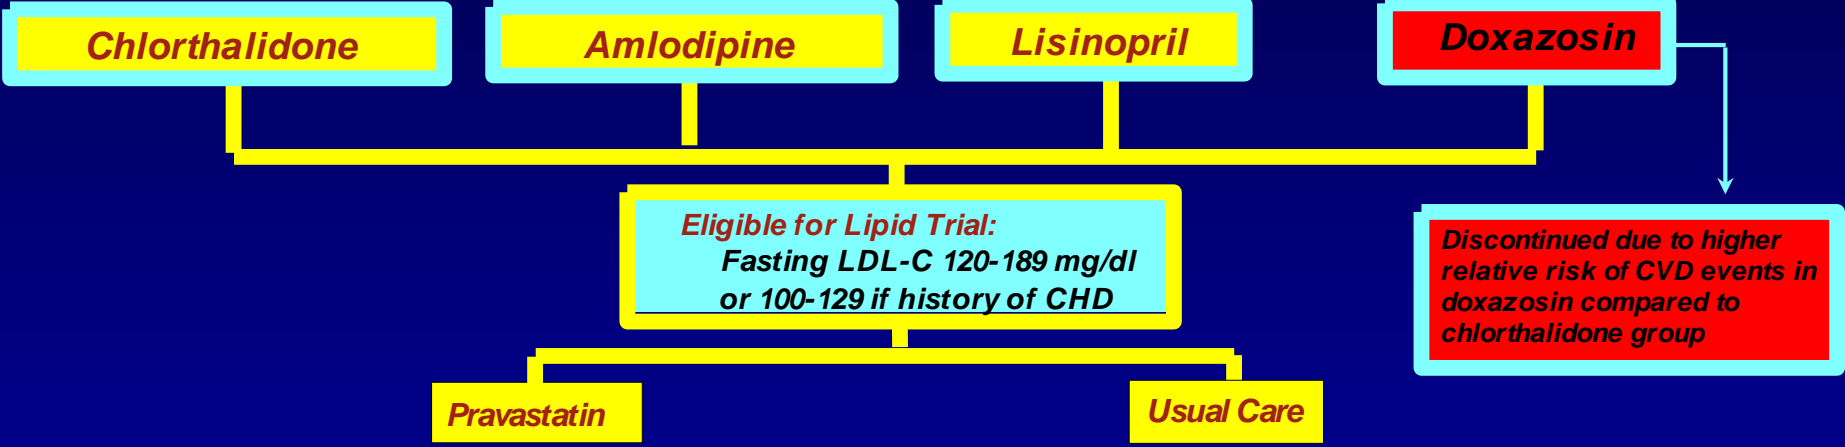 Chlorthalidone
Amlodipine
Lisinopril
Doxazosin
Eligible for Lipid Trial:
Fasting LDL-C 120-189 mg/dl
or 100-129 if history of CHD
Discontinued due to higher
relative risk of CVD events in
doxazosin compared to
chlorthalidone group
Pravastatin
Usual Care